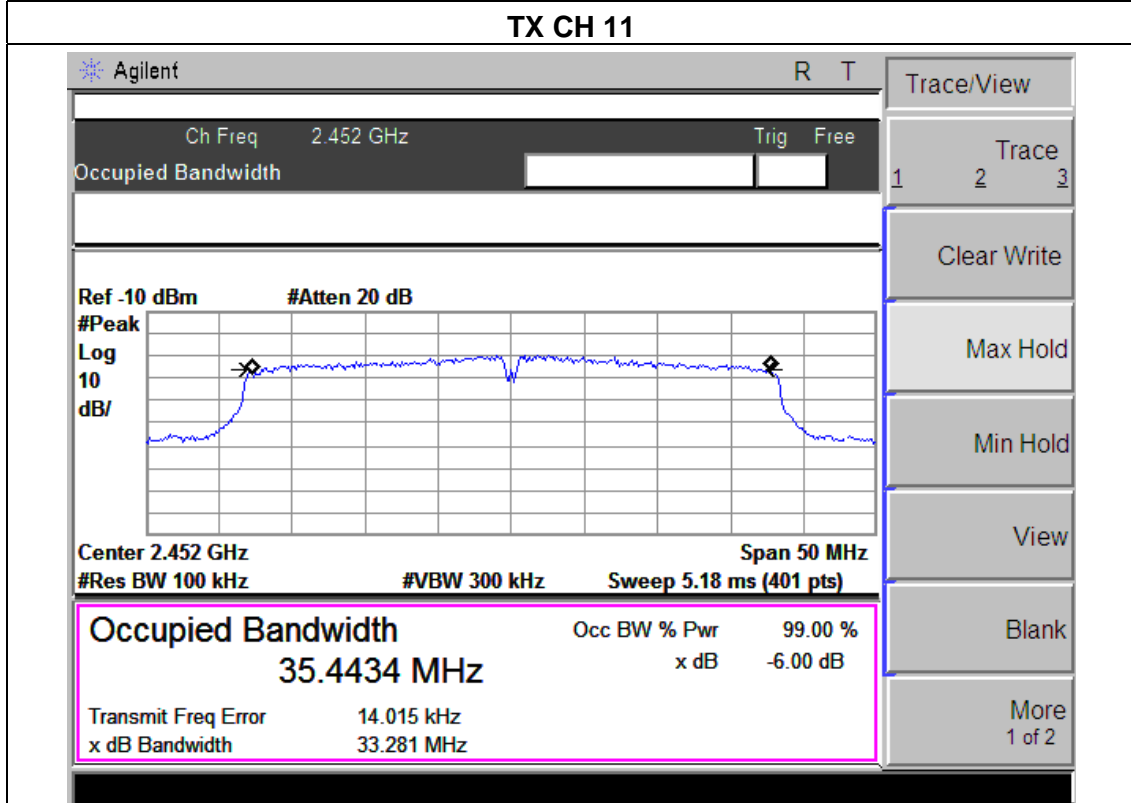 TX CH 11
Agilent R T
Trace/View
Ch Freq 2.452 GHz Trig Free
Occupied Bandwidth
Trace
1 2 3
Clear Write
Ref -10 dBm #Atten 20 dB
#Peak
Log
10
dB/
Max Hold
Min Hold
View
Center 2.452 GHz Span 50 MHz
#Res BW 100 kHz #VBW 300 kHz Sweep 5.18 ms (401 pts)
Occupied Bandwidth Occ BW % Pwr 99.00 %
35.4434 MHz x dB -6.00 dB
Blank
Transmit Freq Error 14.015 kHz
x dB Bandwidth 33.281 MHz
More
1 of 2